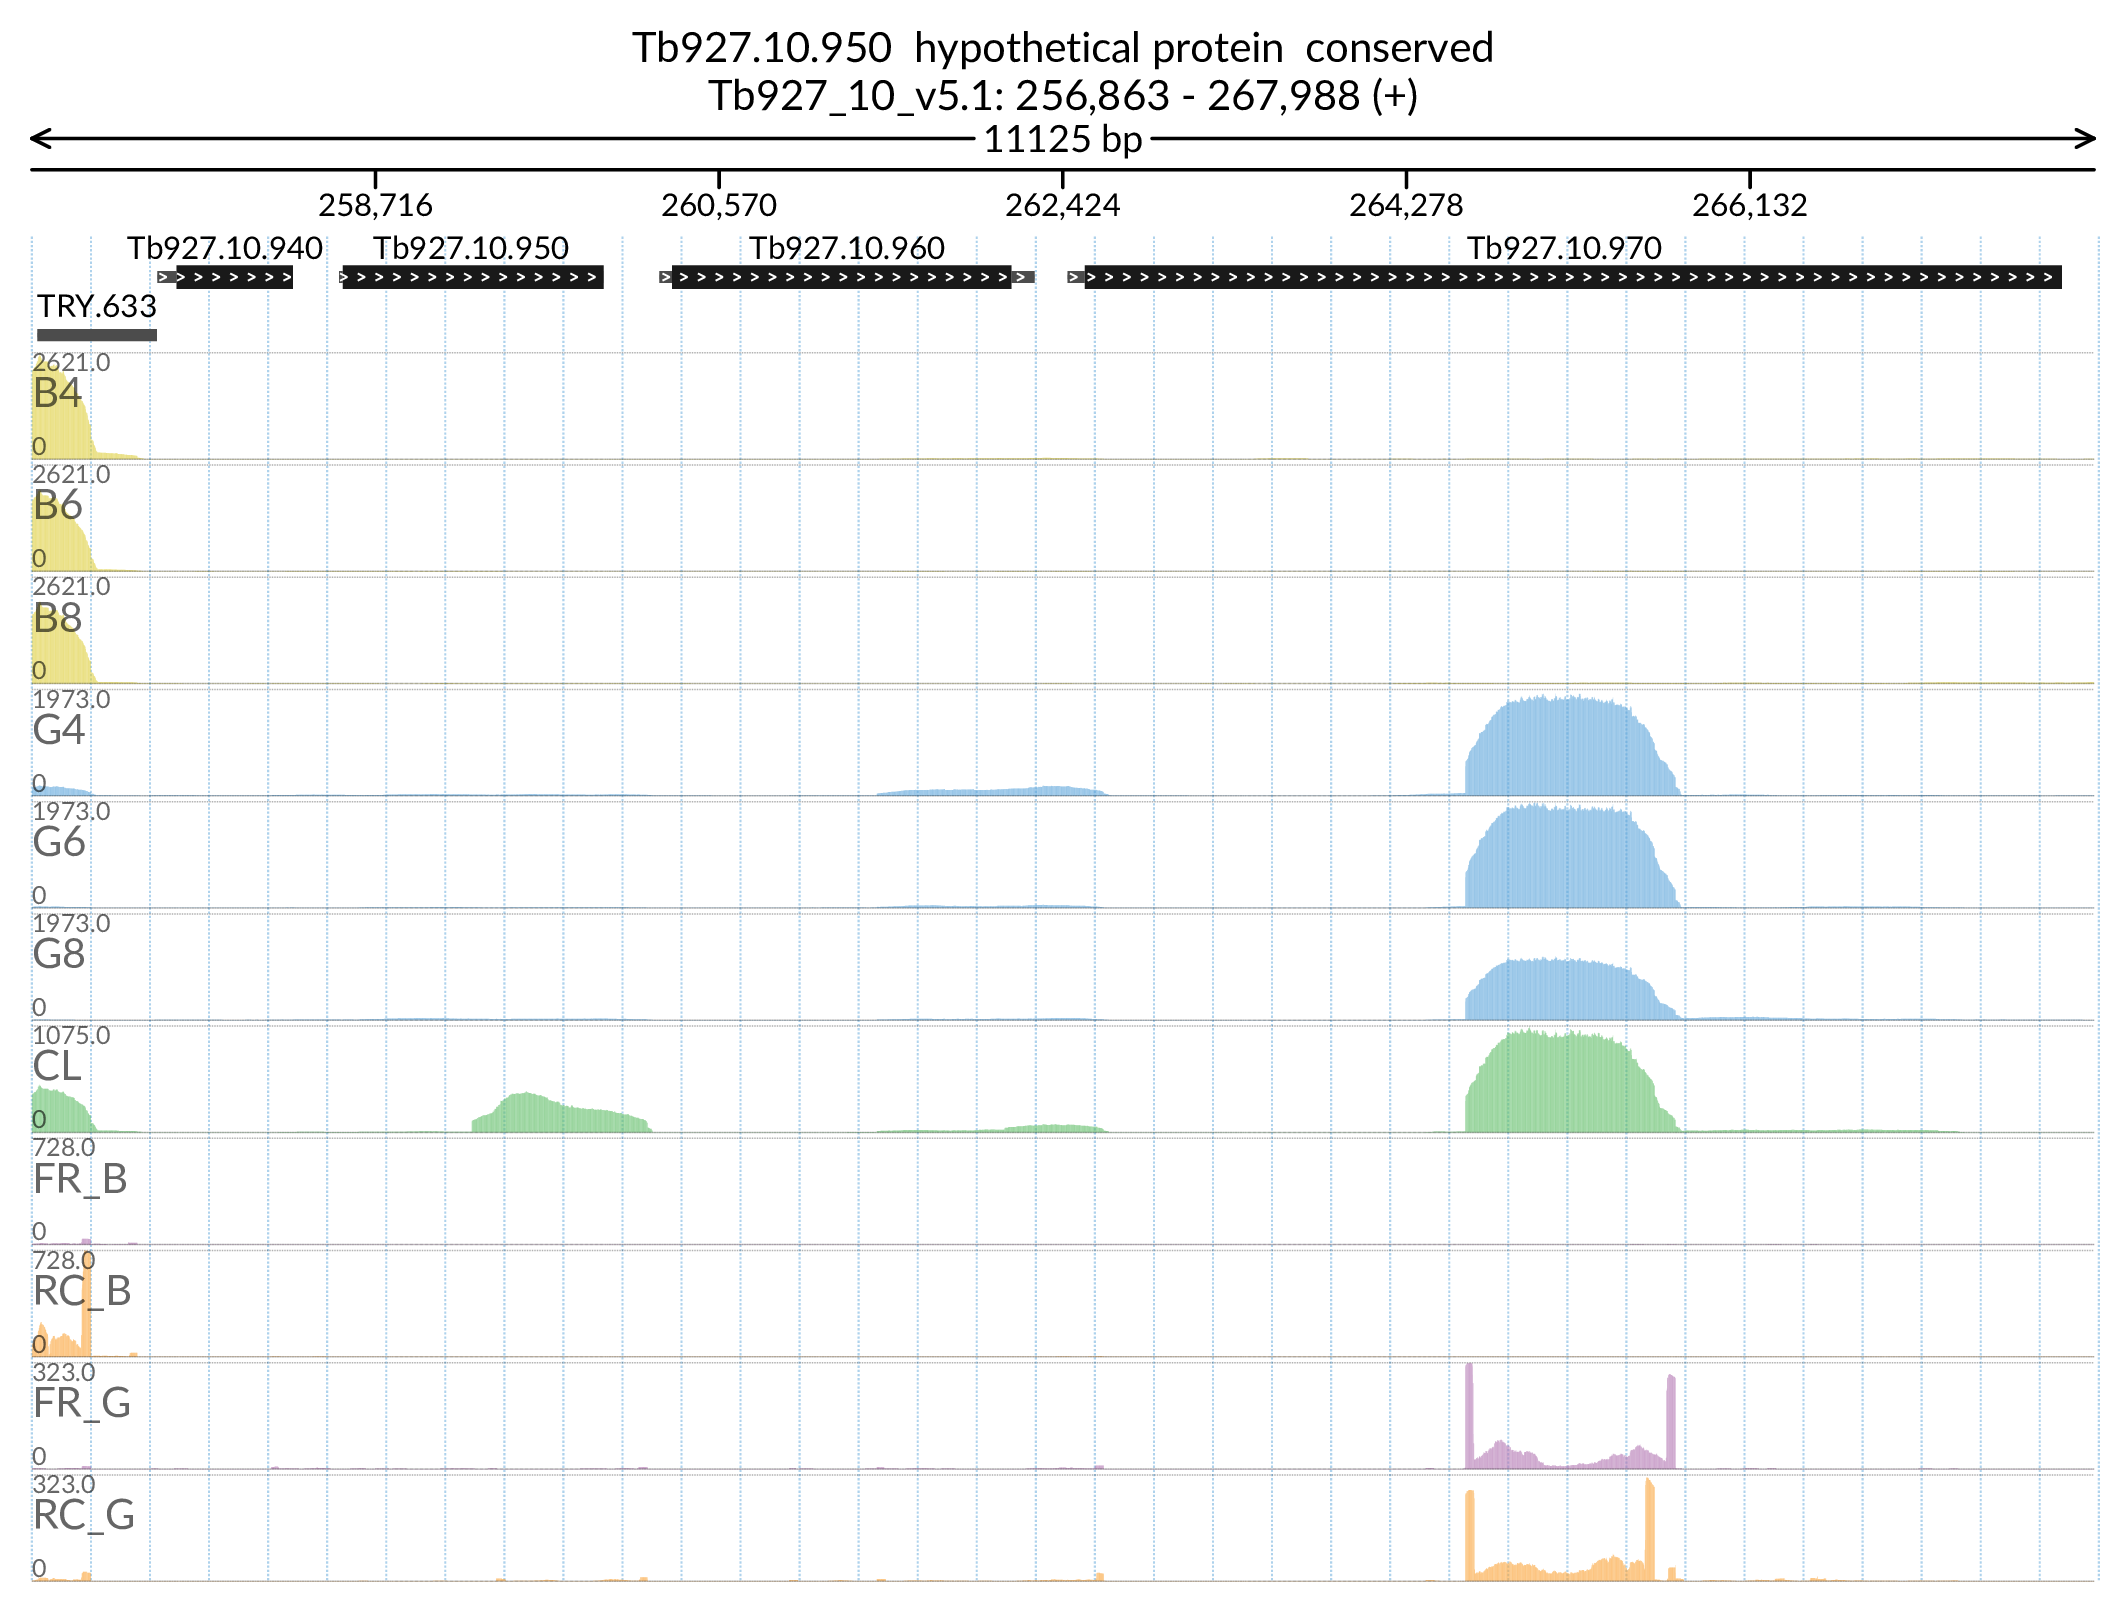 Tb927.10.950  hypothetical protein  conserved
Tb927_10_v5.1: 256,863 - 267,988 (+)
11125 bp
258,716 260,570 262,424 264,278 266,132
Tb927.10.940 Tb927.10.950 Tb927.10.960 Tb927.10.970
TRY.633
2621.0
B4
0
2621.0
B6
0
2621.0
B8
0
1973.0
G4
0
1973.0
G6
0
1973.0
G8
0
1075.0
CL
0
728.0
FR_B
0
728.0
RC_B
0
323.0
FR_G
0
323.0
RC_G
0